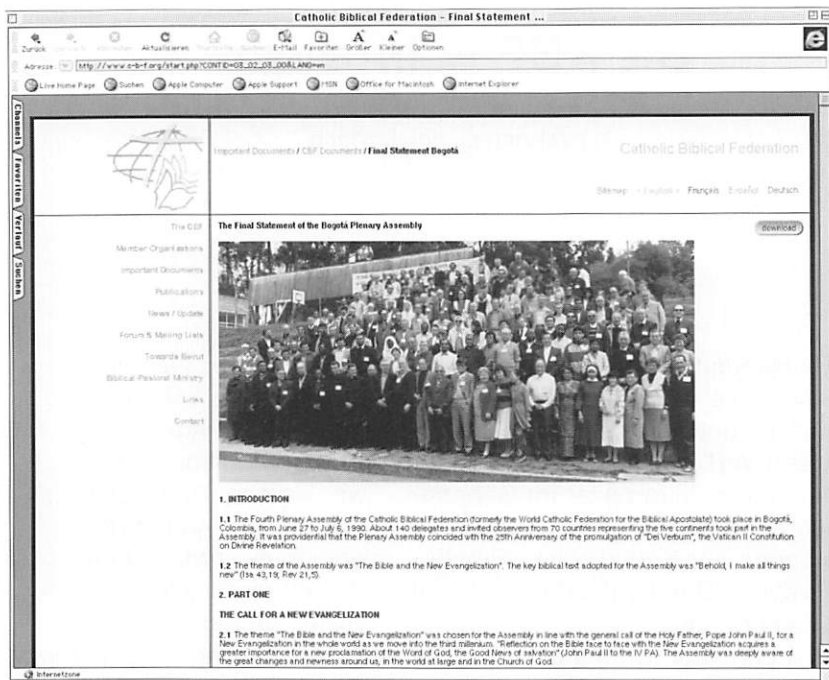 Catholic Biblical Federation - Final Statement ...
Zurück Aktualisieren E-Mail Favoriten Größer Kleiner Optionen
Adresse: http://www.c-b-f.org/start.php?CONTID=03_02_03_00&LANG=en
Live Home Page Suchen Apple Computer Apple Support MSN Office for Macintosh Internet Explorer
Channels
Favoriten
Verlauf
Suchen
Important Documents / CBF Documents / Final Statement Bogotá
Catholic Biblical Federation
Sitemap • English • Français Español Deutsch
The CBF
Member Organizations
Important Documents
Publications
News / Update
Forum & Mailing Lists
Towards Beirut
Biblical-Pastoral Ministry
Links
Contact
The Final Statement of the Bogotá Plenary Assembly
download
1. INTRODUCTION
1.1 The Fourth Plenary Assembly of the Catholic Biblical Federation (formerly the World Catholic Federation for the Biblical Apostolate) took place in Bogotá,
Colombia, from June 27 to July 6, 1990. About 140 delegates and invited observers from 70 countries representing the five continents took part in the
Assembly. It was providential that the Plenary Assembly coincided with the 25th Anniversary of the promulgation of "Dei Verbum", the Vatican II Constitution
on Divine Revelation.
1.2 The theme of the Assembly was "The Bible and the New Evangelization". The key biblical text adopted for the Assembly was "Behold, I make all things
new" (Isa 43,19; Rev 21,5).
2. PART ONE
THE CALL FOR A NEW EVANGELIZATION
2.1 The theme "The Bible and the New Evangelization" was chosen for the Assembly in line with the general call of the Holy Father, Pope John Paul II, for a
New Evangelization in the whole world as we move into the third millenium. "Reflection on the Bible face to face with the New Evangelization acquires a
greater importance for a new proclamation of the Word of God, the Good News of salvation" (John Paul II to the IV PA). The Assembly was deeply aware of
the great changes and newness around us, in the world at large and in the Church of God.
Internetzone